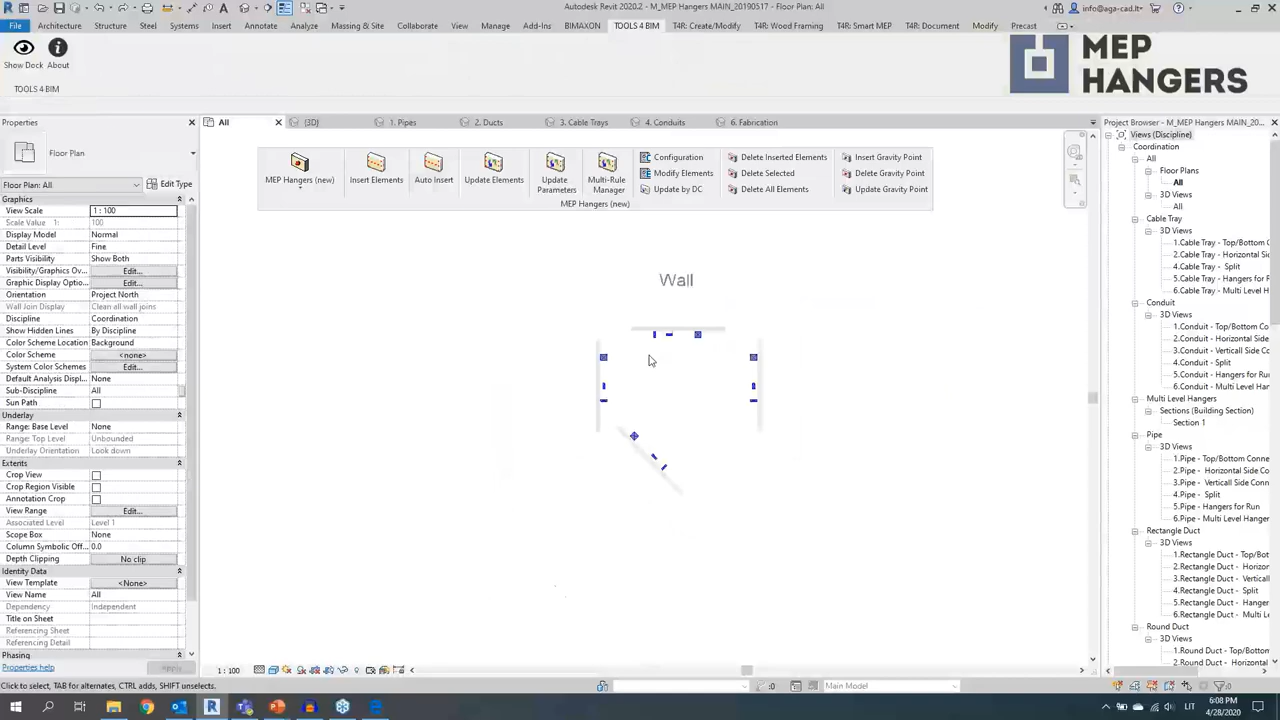 Autodesk Revit 2020.2 - M_MEP Hangers MAIN_20190517 - Floor Plan: All
info@aga-cad.lt
File Architecture Structure Steel Systems Insert Annotate Analyze Massing & Site Collaborate View Manage Add-Ins BIMAXON TOOLS 4 BIM T4R: Create/Modify T4R: Wood Framing T4R: Smart MEP T4R: Document Modify Precast
Show Dock About
TOOLS 4 BIM
MEP
HANGERS
Properties
Floor Plan
Floor Plan: All
Edit Type
Graphics
View Scale 1 : 100
Scale Value 1: 100
Display Model Normal
Detail Level Fine
Parts Visibility Show Both
Visibility/Graphics Ov... Edit...
Graphic Display Optio... Edit...
Orientation Project North
Wall Join Display Clean all wall joins
Discipline Coordination
Show Hidden Lines By Discipline
Color Scheme Location Background
Color Scheme <none>
System Color Schemes Edit...
Default Analysis Displ... None
Sub-Discipline All
Sun Path
Underlay
Range: Base Level None
Range: Top Level Unbounded
Underlay Orientation Look down
Extents
Crop View
Crop Region Visible
Annotation Crop
View Range Edit...
Associated Level Level 1
Scope Box None
Column Symbolic Off... 0.0
Depth Clipping No clip
Identity Data
View Template <None>
View Name All
Dependency Independent
Title on Sheet
Referencing Sheet
Referencing Detail
Phasing
Properties help Apply
All {3D} 1. Pipes 2. Ducts 3. Cable Trays 4. Conduits 6. Fabrication
MEP Hangers (new) Insert Elements Auto Insert Update Elements Update Parameters Multi-Rule Manager
Configuration Delete Inserted Elements Insert Gravity Point
Modify Elements Delete Selected Delete Gravity Point
Update by DC Delete All Elements Update Gravity Point
MEP Hangers (new)
Wall
Project Browser - M_MEP Hangers MAIN_20...
Views (Discipline)
Coordination
All
Floor Plans
All
3D Views
All
Cable Tray
3D Views
1.Cable Tray - Top/Bottom C
2.Cable Tray - Horizontal Sid
3.Cable Tray - Vertical Side C
4.Cable Tray - Split
5.Cable Tray - Hangers for R
6.Cable Tray - Multi Level H
Conduit
3D Views
1.Conduit - Top/Bottom Cor
2.Conduit - Horizontal Side
3.Conduit - Verticall Side Co
4.Conduit - Split
5.Conduit - Hangers for Ru
6.Conduit - Multi Level Han
Multi Level Hangers
Sections (Building Section)
Section 1
Pipe
3D Views
1.Pipe - Top/Bottom Conne
2.Pipe - Horizontal Side Co
3.Pipe - Verticall Side Conn
4.Pipe - Split
5.Pipe - Hangers for Run
6.Pipe - Multi Level Hanger
Rectangle Duct
3D Views
1.Rectangle Duct - Top/Bot
2.Rectangle Duct - Horizon
3.Rectangle Duct - Vertical
4.Rectangle Duct - Split
5.Rectangle Duct - Hanger
6.Rectangle Duct - Multi Le
Round Duct
3D Views
1.Round Duct - Top/Bottom
2.Round Duct - Horizontal
1 : 100
Click to select, TAB for alternates, CTRL adds, SHIFT unselects.
:0
Main Model
:0
LIT
6:08 PM
4/28/2020